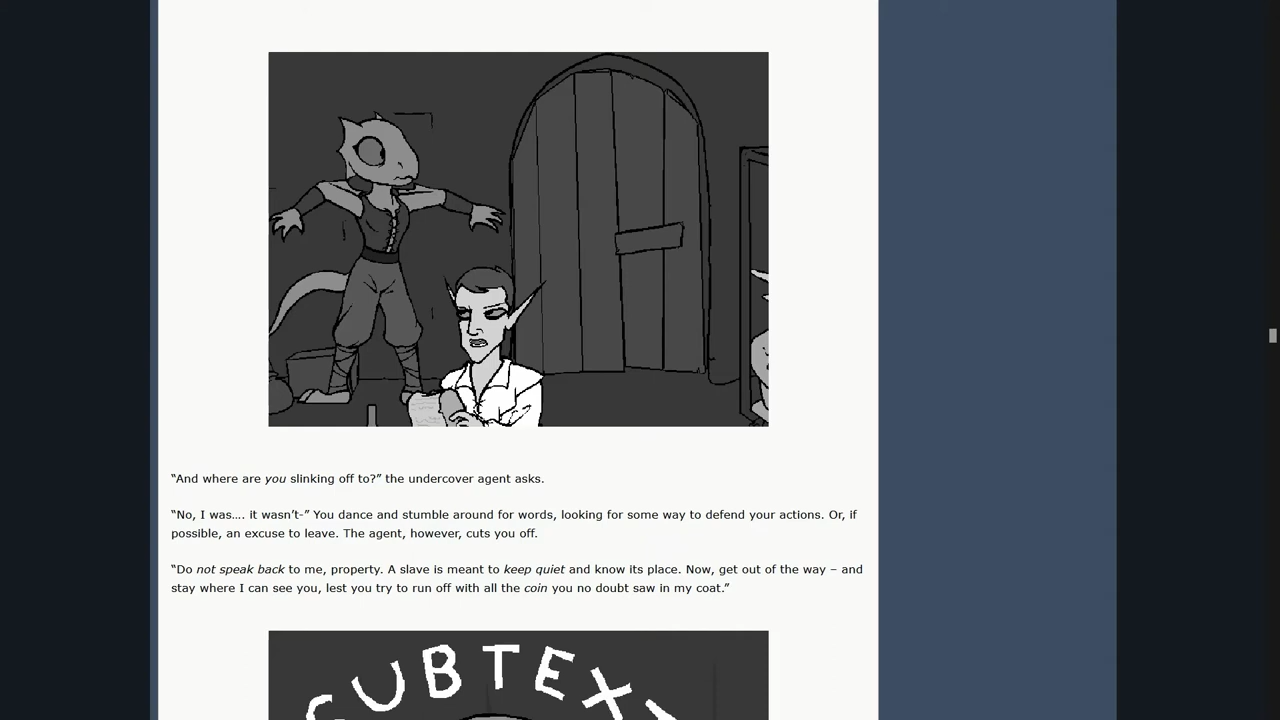 “And where are you slinking off to?” the undercover agent asks.
“No, I was…. it wasn’t-” You dance and stumble around for words, looking for some way to defend your actions. Or, if
possible, an excuse to leave. The agent, however, cuts you off.
“Do not speak back to me, property. A slave is meant to keep quiet and know its place. Now, get out of the way – and
stay where I can see you, lest you try to run off with all the coin you no doubt saw in my coat.”
SUBTEXT